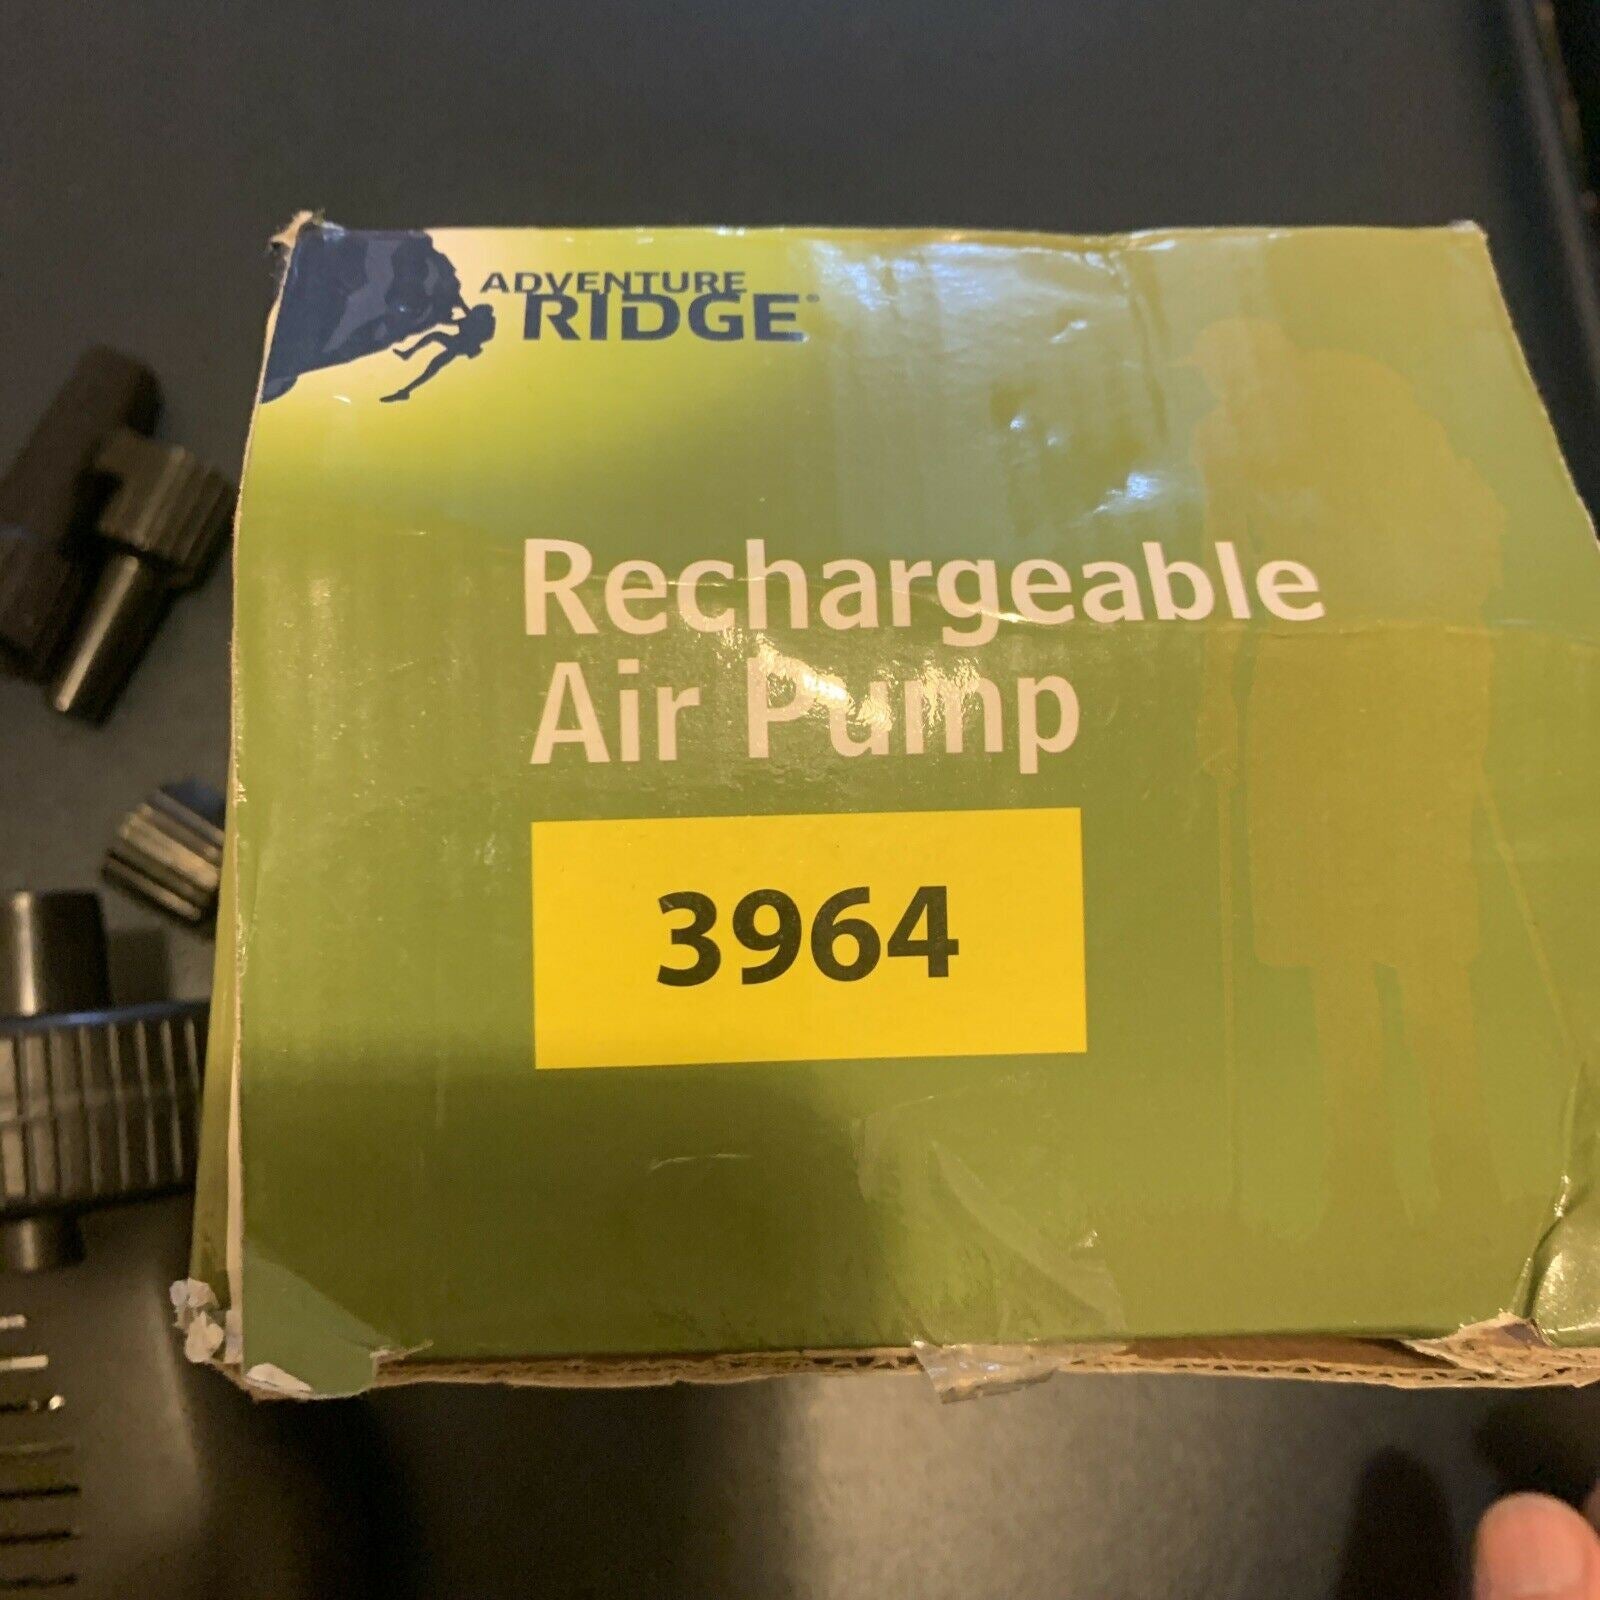 ADVENTURE
RIDGE®
Rechargeable
Air Pump
3964